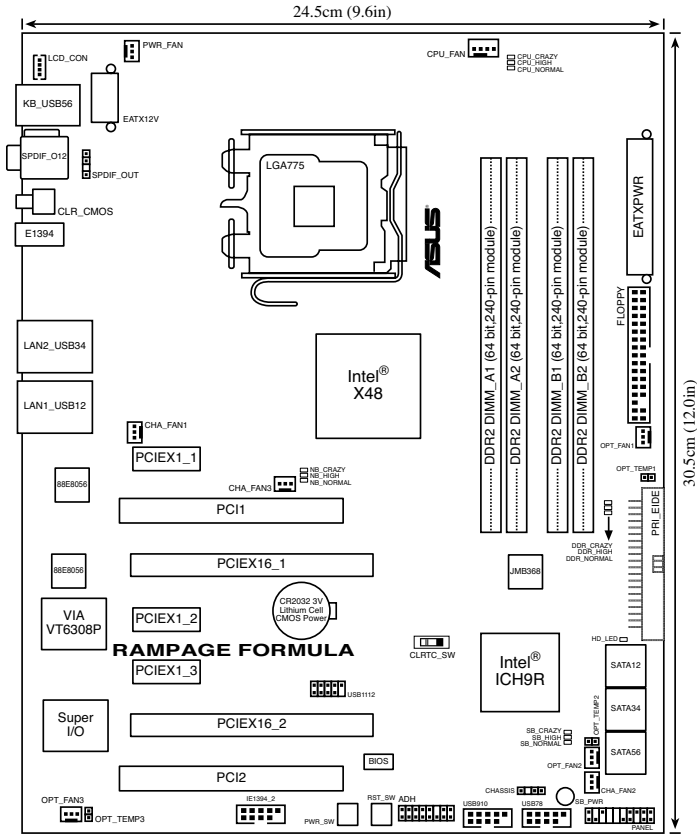 24.5cm (9.6in)
30.5cm (12.0in)
LCD_CON
PWR_FAN
CPU_FAN
CPU_CRAZY
CPU_HIGH
CPU_NORMAL
KB_USB56
EATX12V
SPDIF_O12
SPDIF_OUT
LGA775
CLR_CMOS
E1394
ASUS
DDR2 DIMM_A1 (64 bit,240-pin module)
DDR2 DIMM_A2 (64 bit,240-pin module)
DDR2 DIMM_B1 (64 bit,240-pin module)
DDR2 DIMM_B2 (64 bit,240-pin module)
EATXPWR
FLOPPY
LAN2_USB34
Intel®
X48
LAN1_USB12
CHA_FAN1
OPT_FAN1
PCIEX1_1
NB_CRAZY
NB_HIGH
NB_NORMAL
OPT_TEMP1
88E8056
CHA_FAN3
PRI_EIDE
PCI1
DDR_CRAZY
DDR_HIGH
DDR_NORMAL
88E8056
PCIEX16_1
JMB368
CR2032 3V
Lithium Cell
CMOS Power
VIA
VT6308P
PCIEX1_2
RAMPAGE FORMULA
CLRTC_SW
HD_LED
Intel®
ICH9R
SATA12
PCIEX1_3
USB1112
SATA34
OPT_TEMP2
Super
I/O
PCIEX16_2
SB_CRAZY
SB_HIGH
SB_NORMAL
SATA56
BIOS
OPT_FAN2
PCI2
CHASSIS
CHA_FAN2
OPT_FAN3
OPT_TEMP3
IE1394_2
PWR_SW
RST_SW
ADH
USB910
USB78
SB_PWR
PANEL